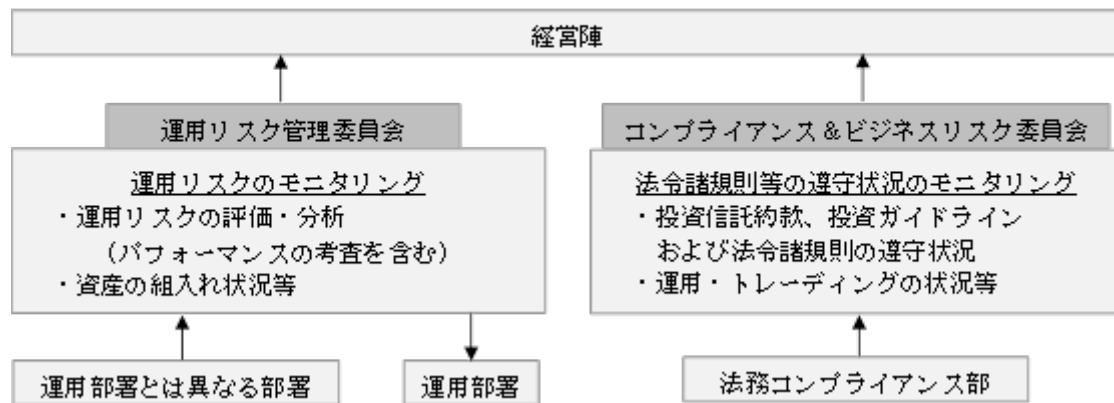 経営陣
運用リスク管理委員会
運用リスクのモニタリング
・運用リスクの評価・分析
（パフォーマンスの考査を含む）
・資産の組入れ状況等
運用部署とは異なる部署
運用部署
コンプライアンス＆ビジネスリスク委員会
法令諸規則等の遵守状況のモニタリング
・投資信託約款、投資ガイドライン
および法令諸規則の遵守状況
・運用・トレーディングの状況等
法務コンプライアンス部